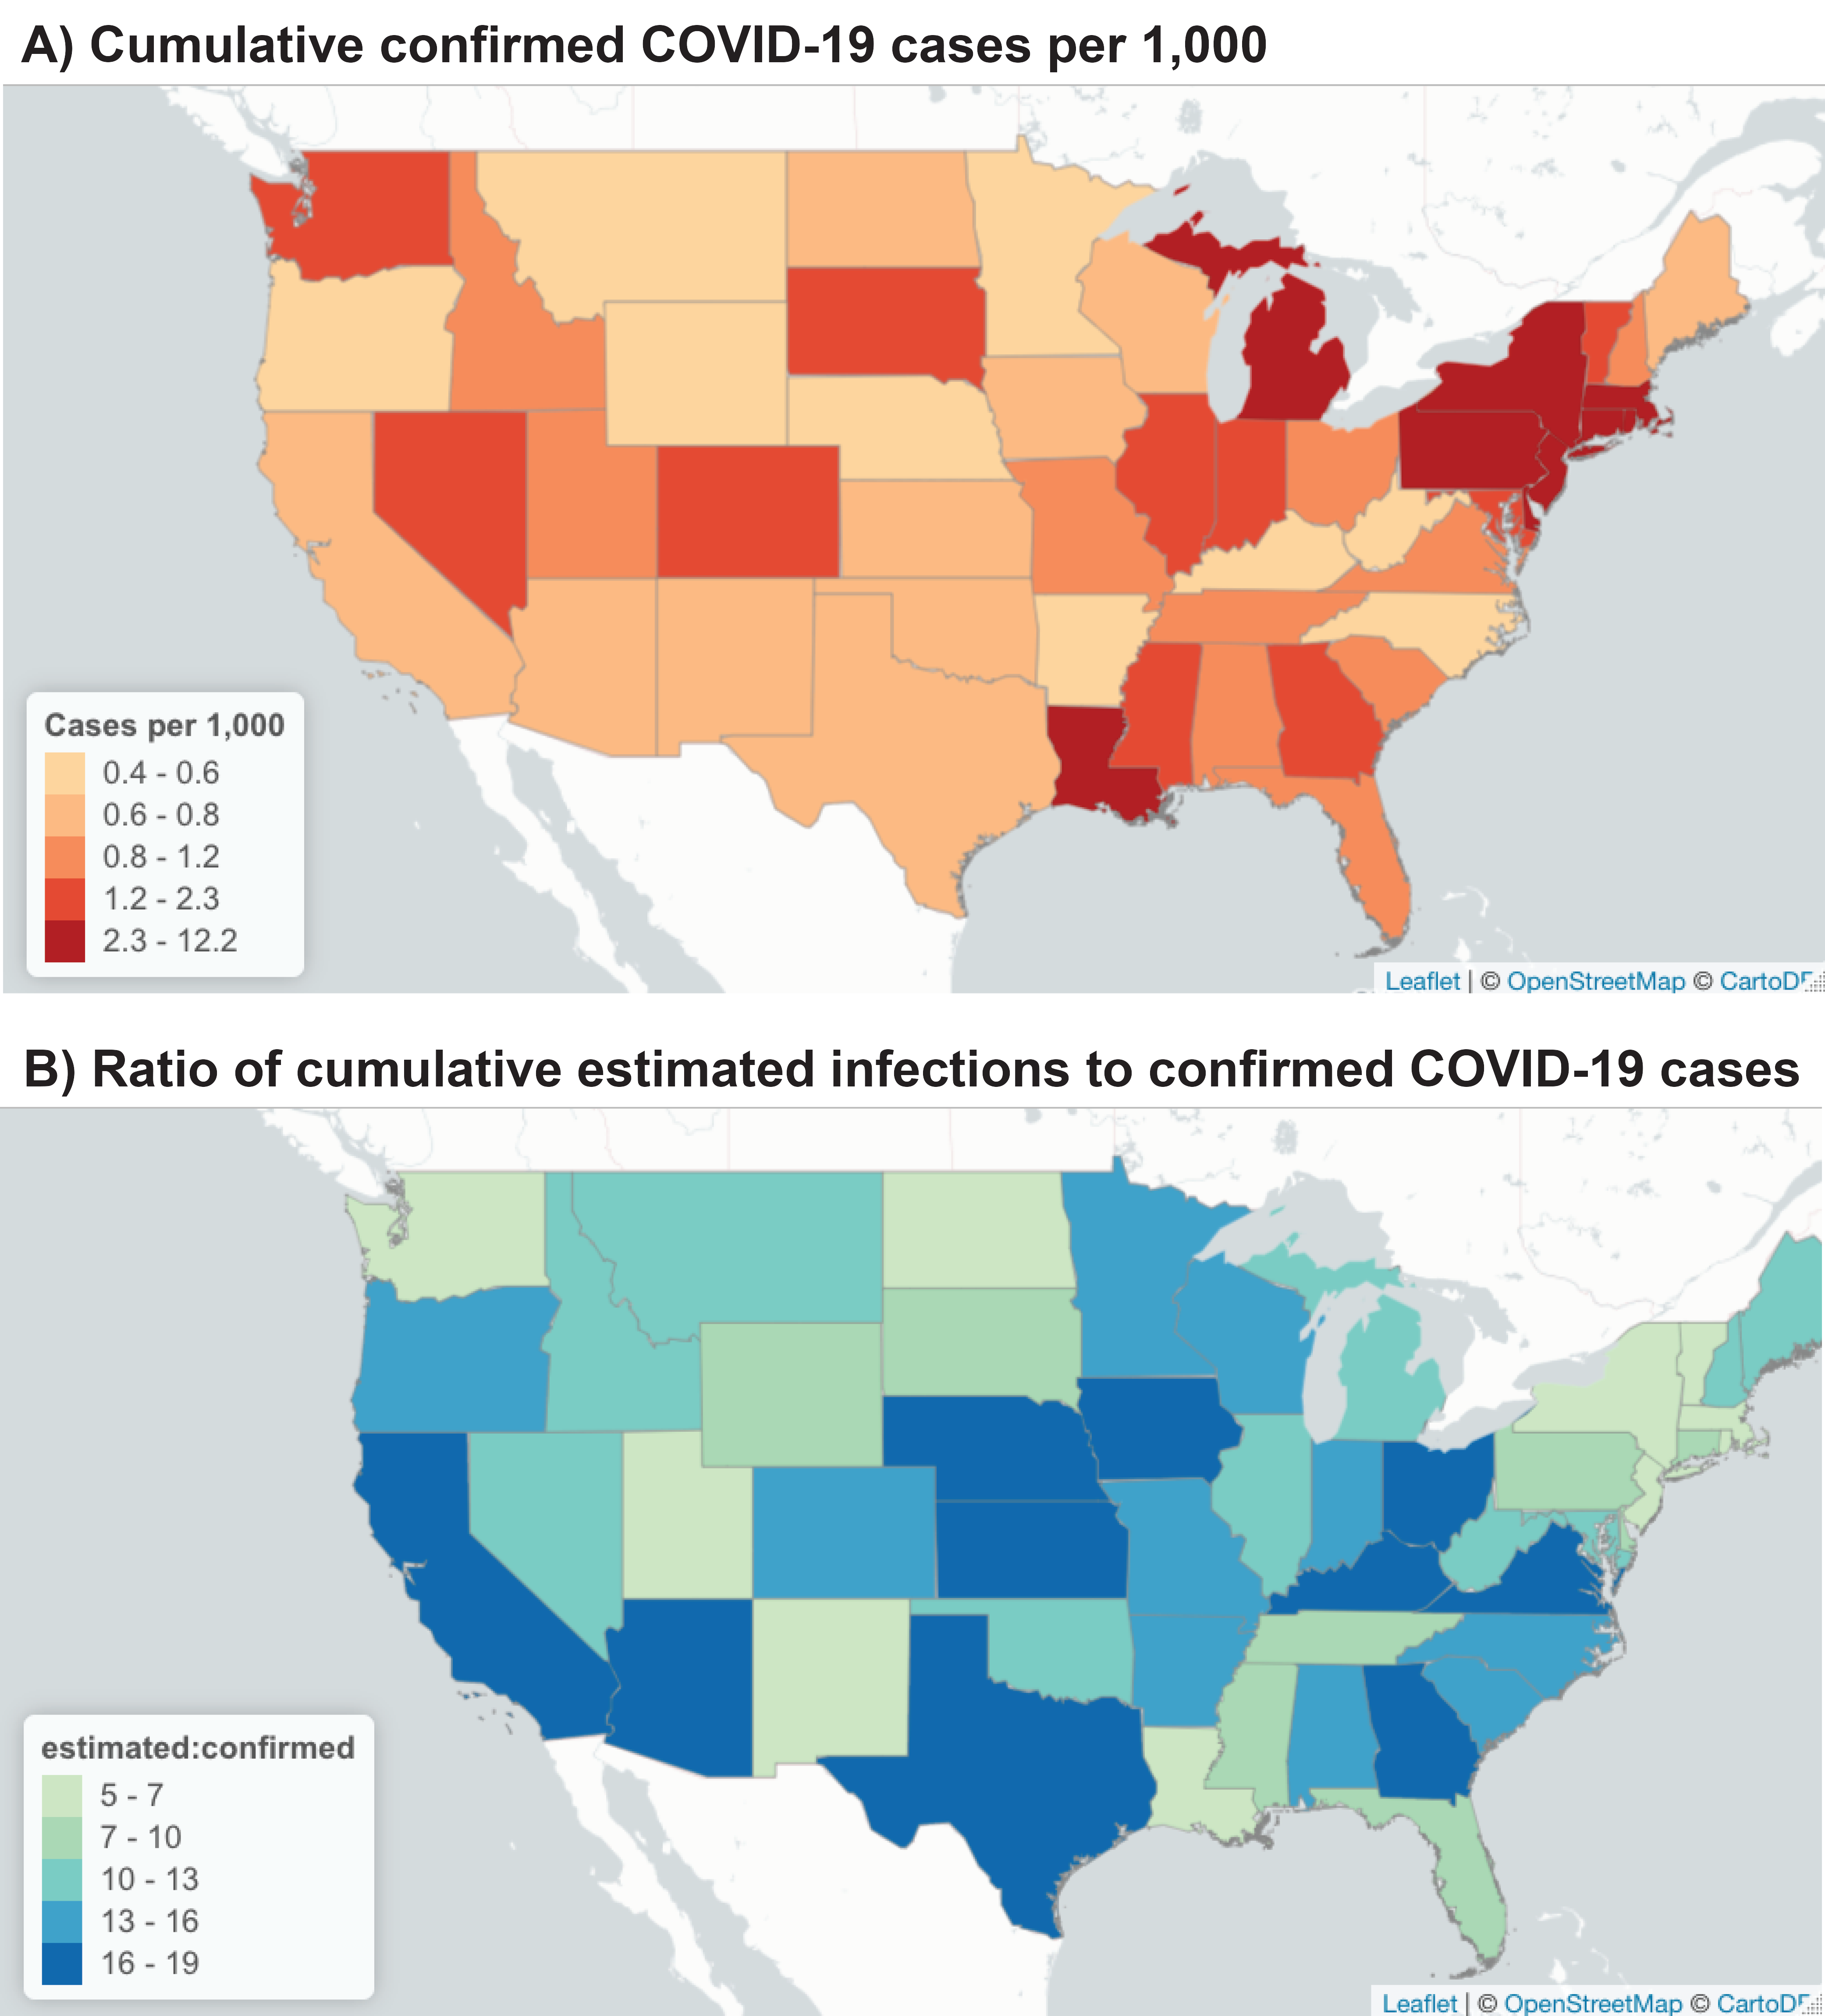 A) Cumulative confirmed COVID-19 cases per 1,000
Cases per 1,000
0.4 - 0.6
0.6 - 0.8
0.8 - 1.2
1.2 - 2.3
2.3 - 12.2
Leaflet | © OpenStreetMap © CartoD
B) Ratio of cumulative estimated infections to confirmed COVID-19 cases
estimated:confirmed
5 - 7
7 - 10
10 - 13
13 - 16
16 - 19
Leaflet | © OpenStreetMap © CartoD